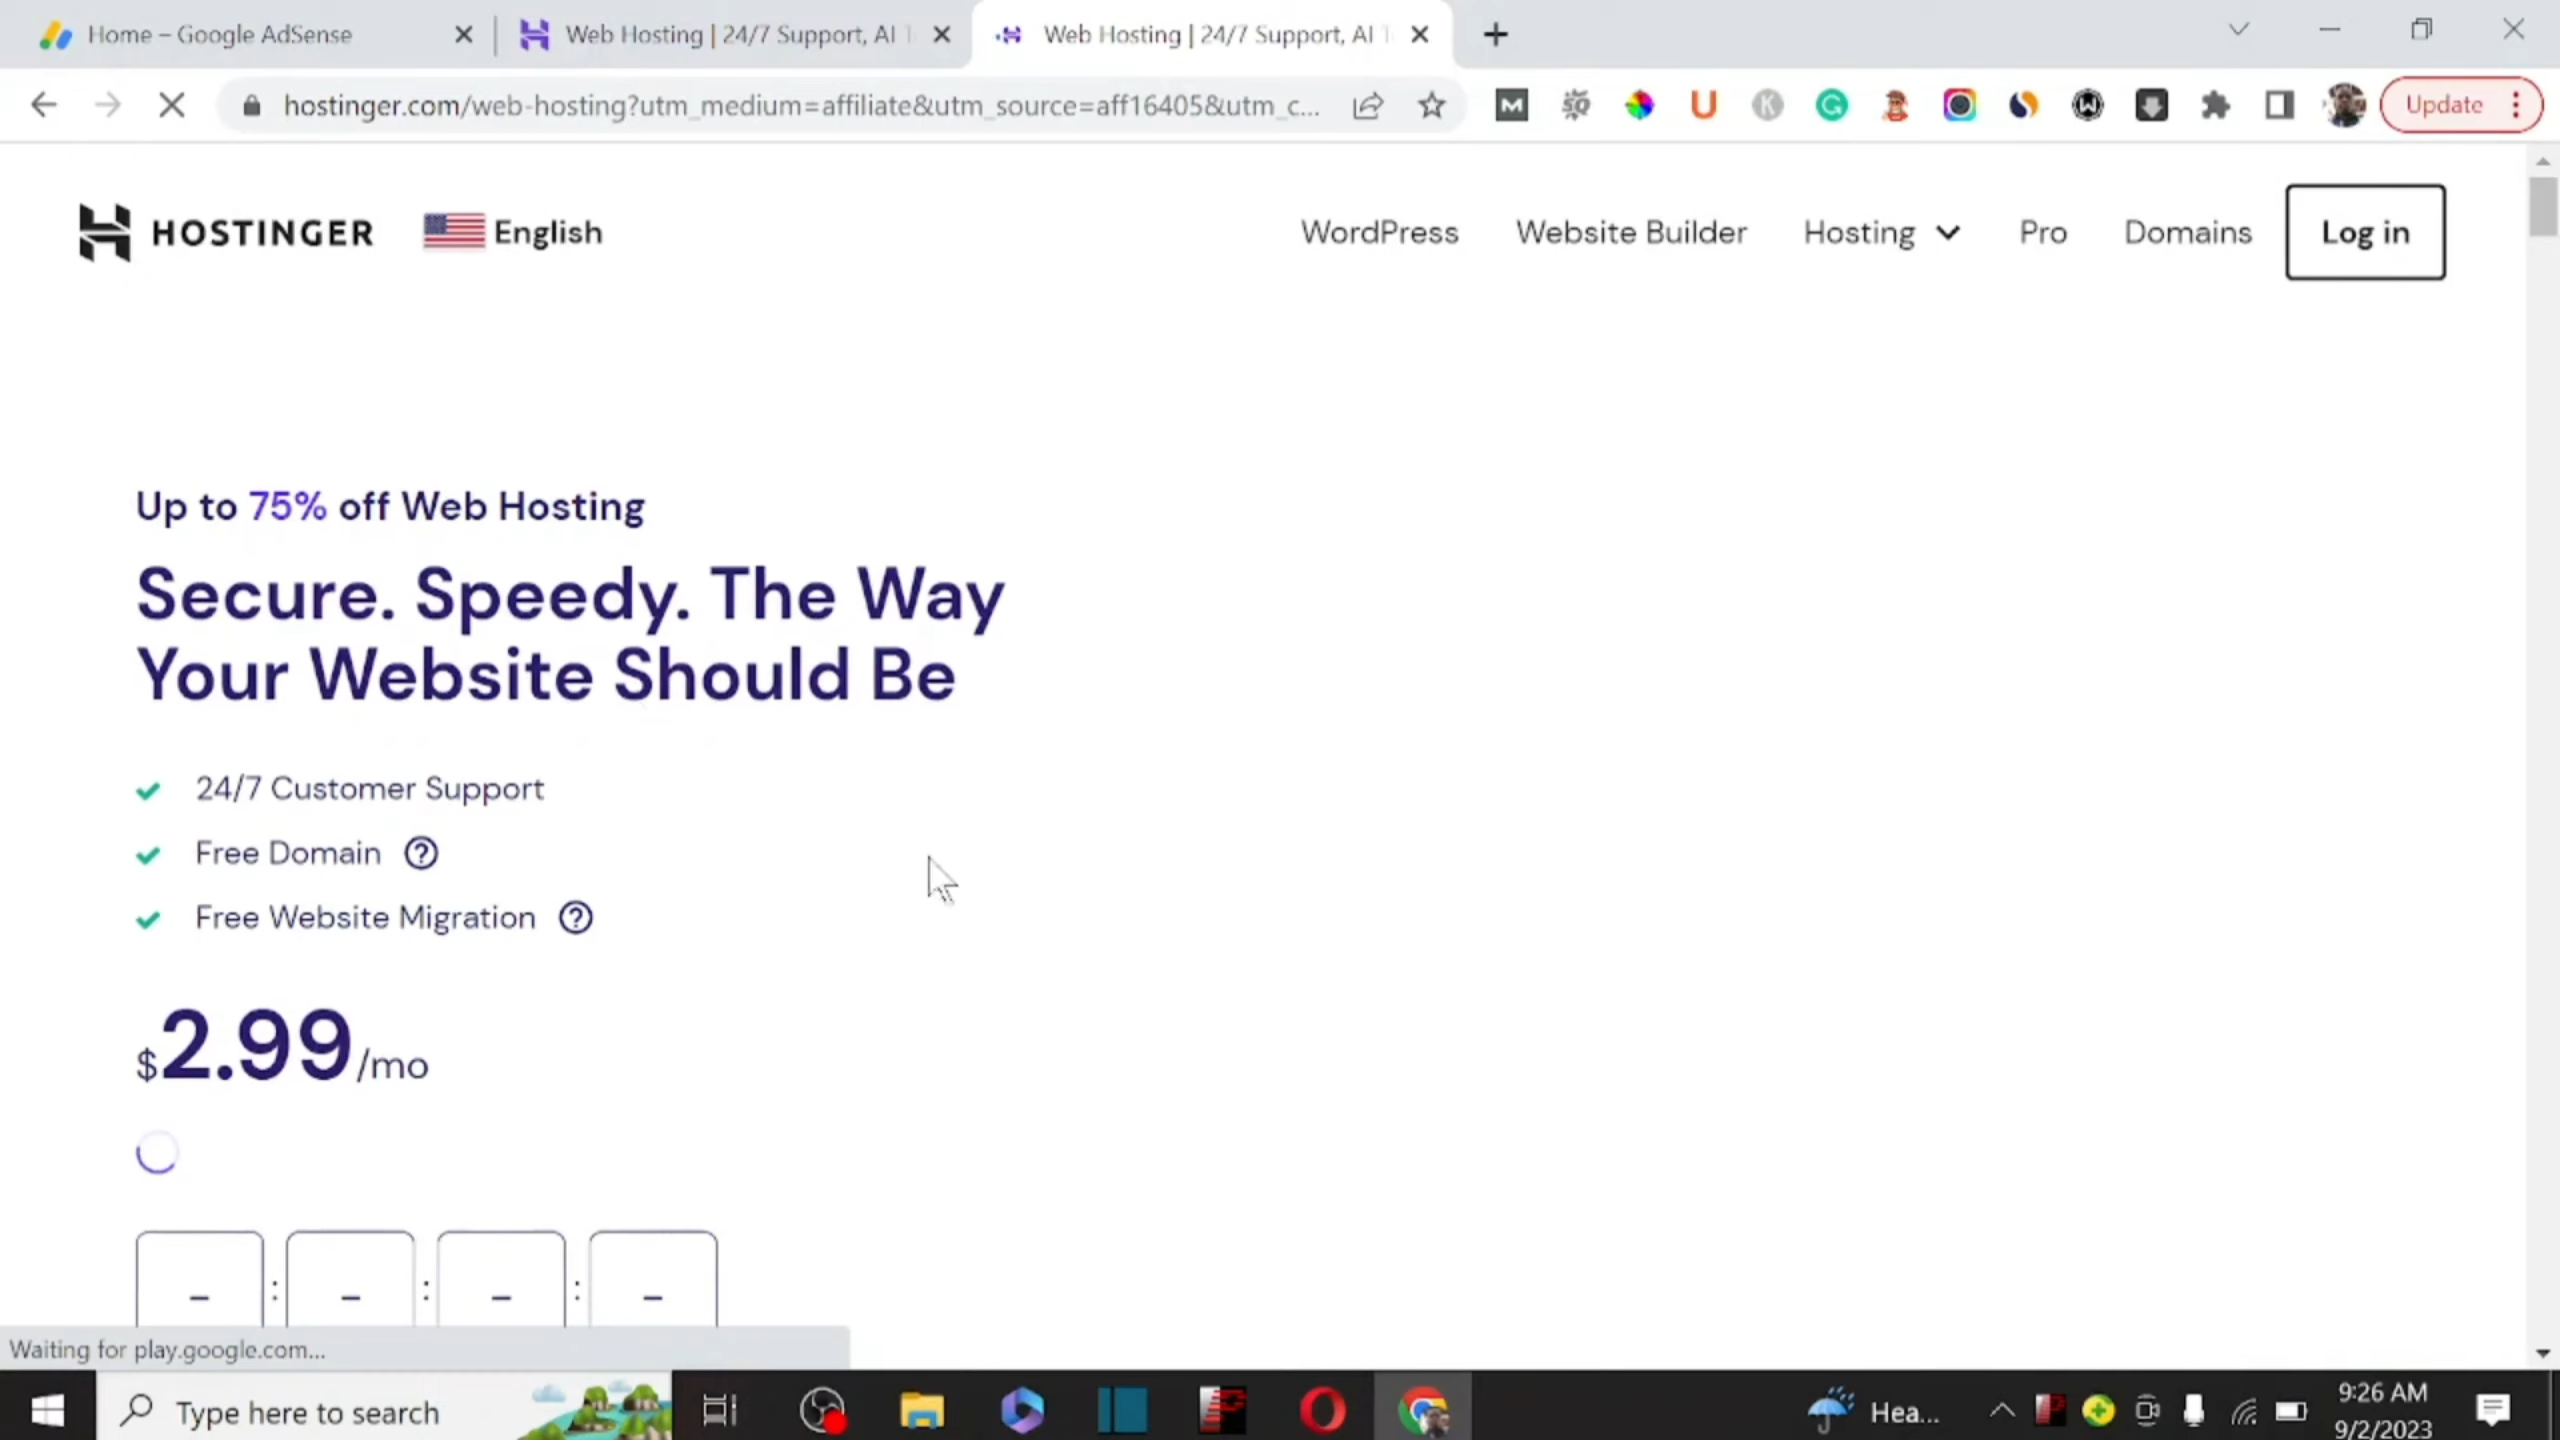 Home – Google AdSense
Web Hosting | 24/7 Support, AI T
Web Hosting | 24/7 Support, AI T
hostinger.com/web-hosting?utm_medium=affiliate&utm_source=aff16405&utm_c...
Update
HOSTINGER
English
WordPress
Website Builder
Hosting
Pro
Domains
Log in
Up to 75% off Web Hosting
Secure. Speedy. The Way
Your Website Should Be
24/7 Customer Support
Free Domain
Free Website Migration
$2.99/mo
– : – : – : –
Waiting for play.google.com...
Type here to search
Hea...
9:26 AM
9/2/2023